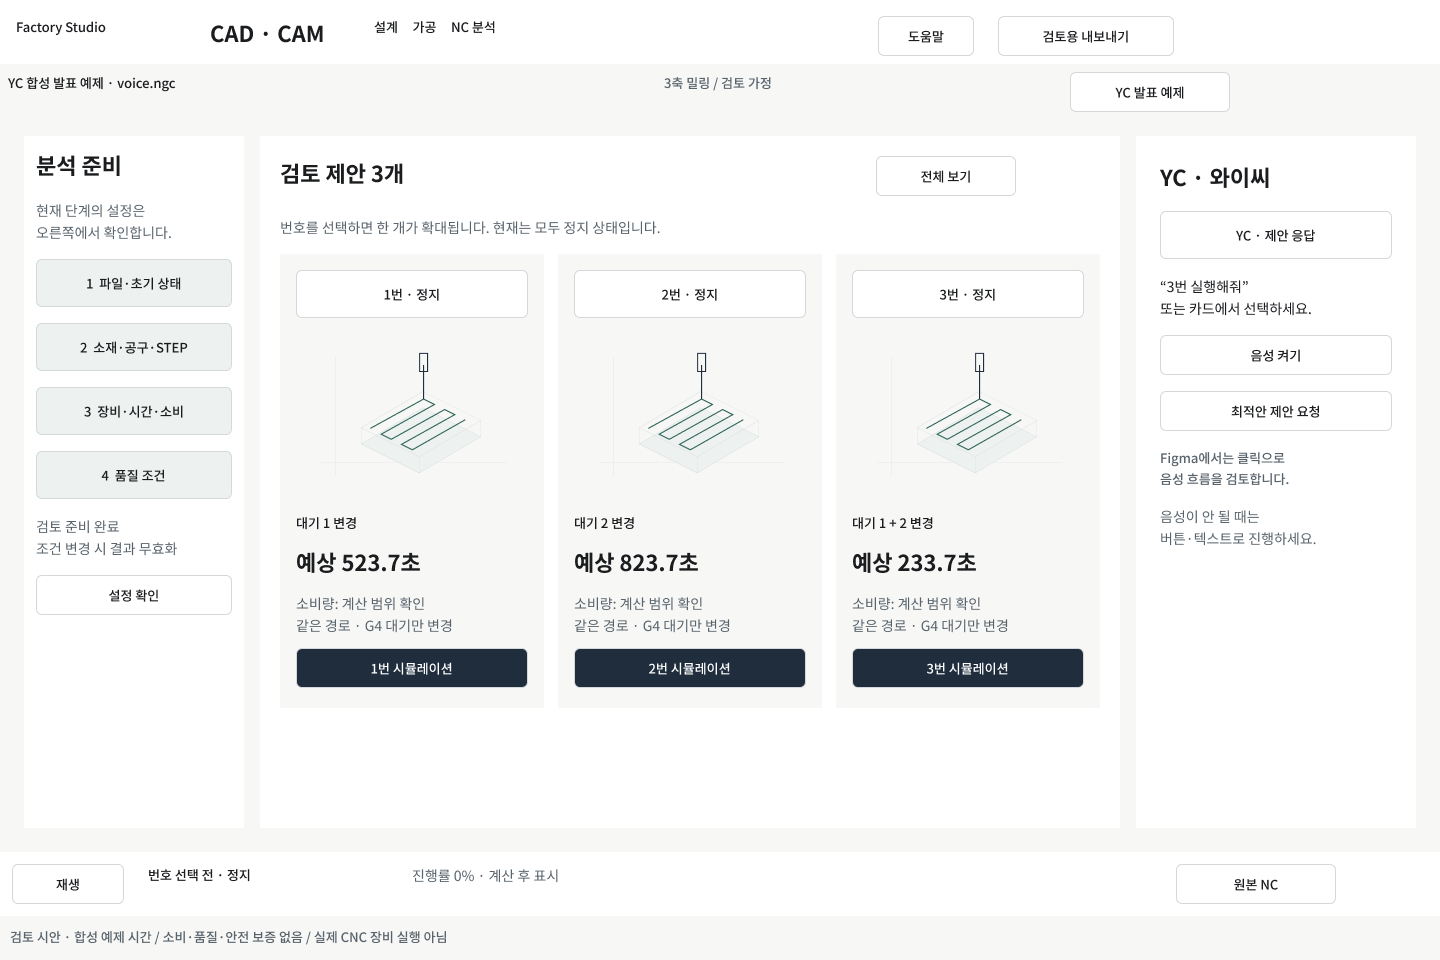 Factory Studio
CAD · CAM
설계 가공 NC 분석
도움말
검토용 내보내기
YC 합성 발표 예제 · voice.ngc
3축 밀링 / 검토 가정
YC 발표 예제
분석 준비
현재 단계의 설정은
오른쪽에서 확인합니다.
1 파일·초기 상태
2 소재·공구·STEP
3 장비·시간·소비
4 품질 조건
검토 준비 완료
조건 변경 시 결과 무효화
설정 확인
검토 제안 3개
전체 보기
번호를 선택하면 한 개가 확대됩니다. 현재는 모두 정지 상태입니다.
1번 · 정지
대기 1 변경
예상 523.7초
소비량: 계산 범위 확인
같은 경로 · G4 대기만 변경
1번 시뮬레이션
2번 · 정지
대기 2 변경
예상 823.7초
소비량: 계산 범위 확인
같은 경로 · G4 대기만 변경
2번 시뮬레이션
3번 · 정지
대기 1 + 2 변경
예상 233.7초
소비량: 계산 범위 확인
같은 경로 · G4 대기만 변경
3번 시뮬레이션
YC · 와이씨
YC · 제안 응답
“3번 실행해줘”
또는 카드에서 선택하세요.
음성 켜기
최적안 제안 요청
Figma에서는 클릭으로
음성 흐름을 검토합니다.
음성이 안 될 때는
버튼·텍스트로 진행하세요.
재생
번호 선택 전 · 정지
진행률 0% · 계산 후 표시
원본 NC
검토 시안 · 합성 예제 시간 / 소비·품질·안전 보증 없음 / 실제 CNC 장비 실행 아님